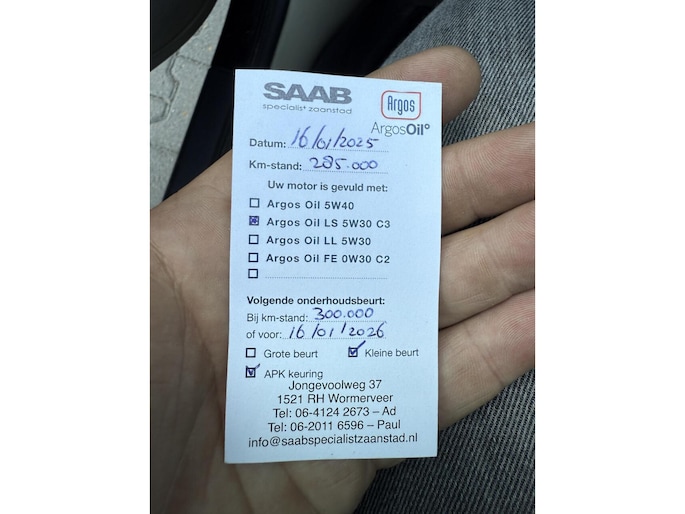 SAAB
specialist zaanstad
Argos
ArgosOil°
Datum: 16/01/2025
Km-stand: 285.000
Uw motor is gevuld met:
Argos Oil 5W40
Argos Oil LS 5W30 C3
Argos Oil LL 5W30
Argos Oil FE 0W30 C2
Volgende onderhoudsbeurt:
Bij km-stand: 300.000
of voor: 16/01/2026
Grote beurt Kleine beurt
APK keuring
Jongevoolweg 37
1521 RH Wormerveer
Tel: 06-4124 2673 – Ad
Tel: 06-2011 6596 – Paul
info@saabspecialistzaanstad.nl